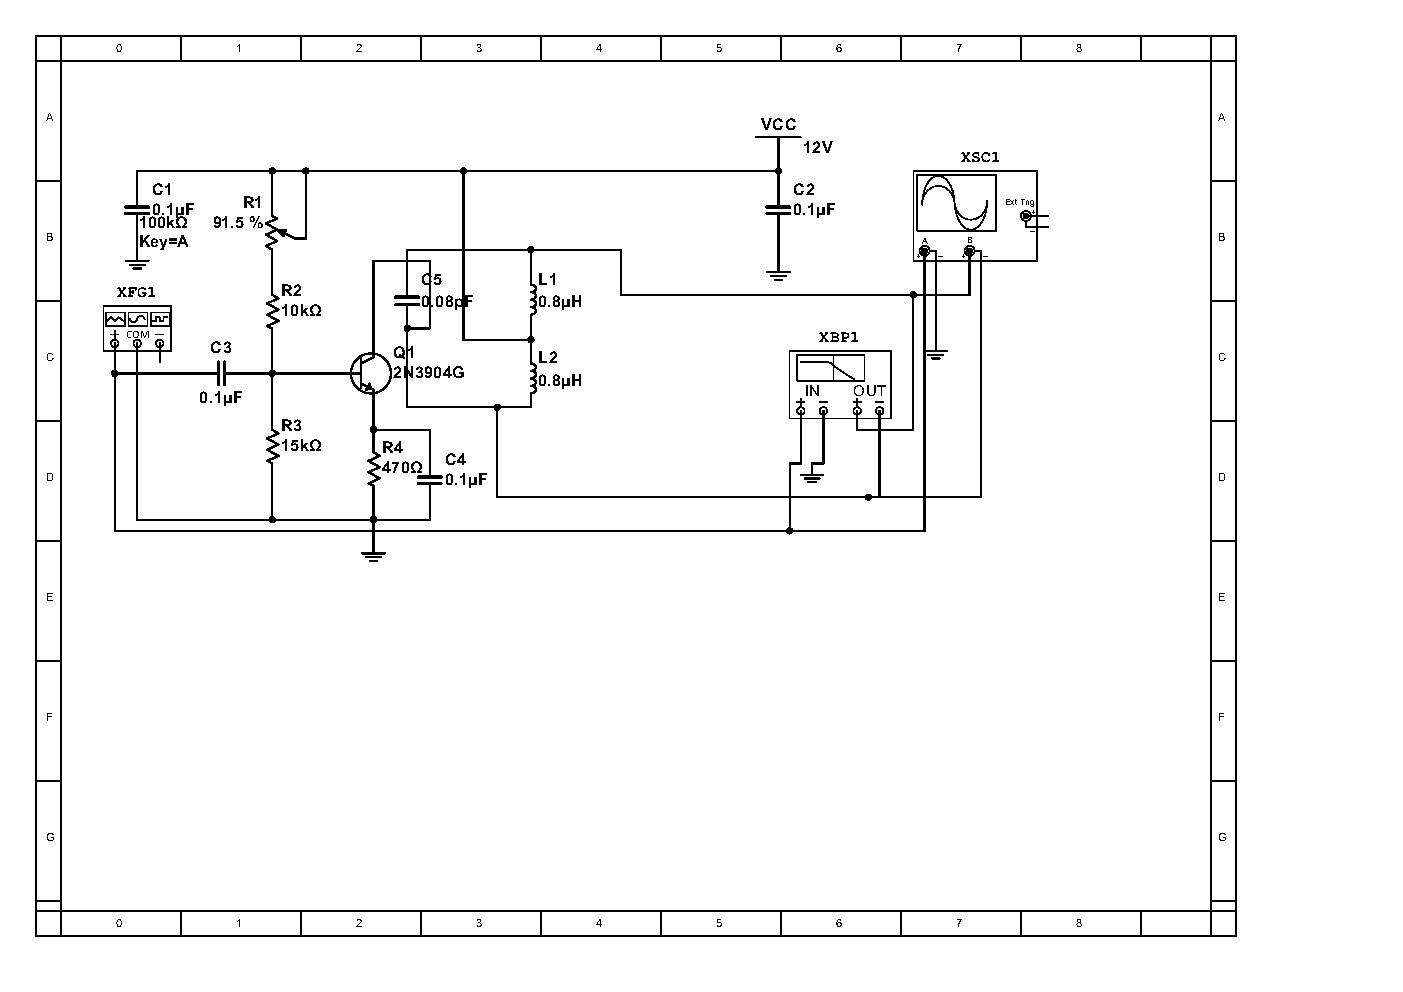 0 1 2 3 4 5 6 7 8
A A
VCC
12V
XSC1
C1
0.1µF
R1
100kΩ
91.5 %
Key=A
C2
0.1µF
Ext Trig
+
−
A B
+ − + −
B B
C5
0.08pF
L1
0.8µH
XFG1
R2
10kΩ
+ COM −
XBP1
C3
0.1µF
Q1
2N3904G
L2
0.8µH
IN OUT
+ − + −
C C
R3
15kΩ
R4
470Ω
C4
0.1µF
D D
E E
F F
G G
0 1 2 3 4 5 6 7 8